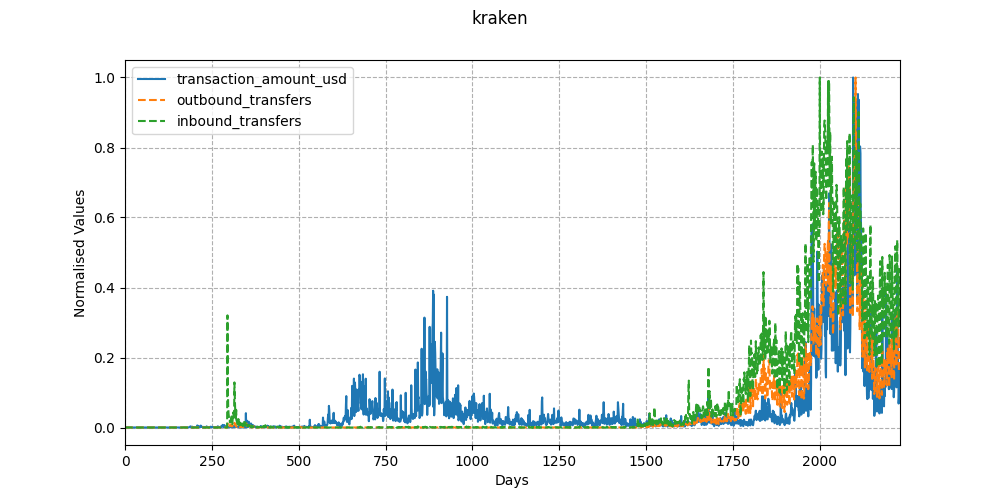 kraken
transaction_amount_usd
outbound_transfers
inbound_transfers
Normalised Values
1.0
0.8
0.6
0.4
0.2
0.0
0 250 500 750 1000 1250 1500 1750 2000
Days